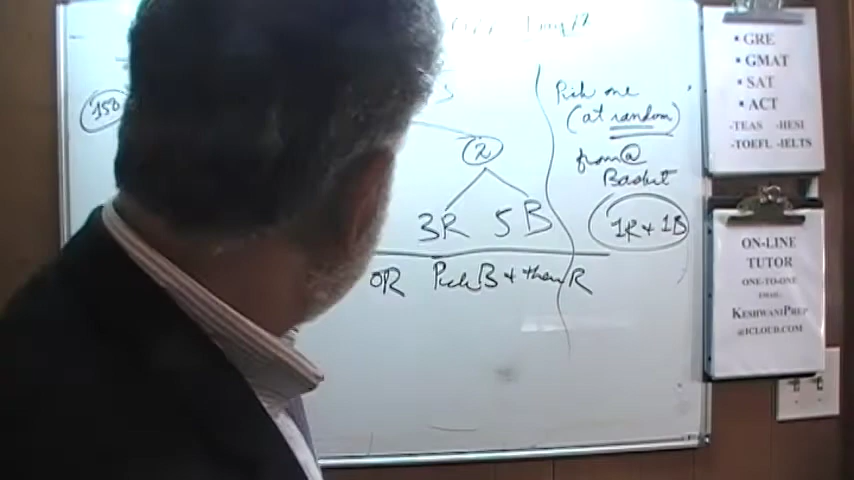 150
2
3R 5B
OR Pick B + then R
Pick one
(at random)
from @
Basket
1R + 1B
• GRE
• GMAT
• SAT
• ACT
-TEAS -HESI
-TOEFL -IELTS
ON-LINE
TUTOR
ONE-TO-ONE
EMAIL:
KESHWANIPREP
@ICLOUD.COM